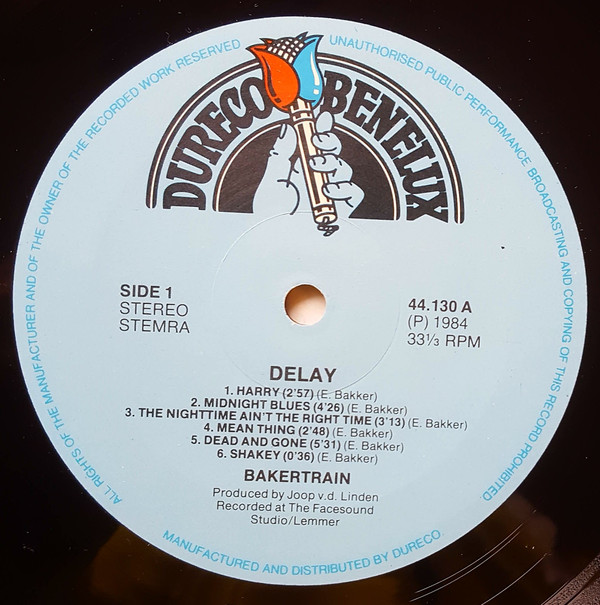 ALL RIGHTS OF THE MANUFACTURER AND OF THE OWNER OF THE RECORDED WORK RESERVED
UNAUTHORISED PUBLIC PERFORMANCE BROADCASTING AND COPYING OF THIS RECORD PROHIBITED
DURECO BENELUX
SIDE 1
STEREO
STEMRA
44.130 A
(P) 1984
33⅓ RPM
DELAY
1. HARRY (2'57) (E. Bakker)
2. MIDNIGHT BLUES (4'26) (E. Bakker)
3. THE NIGHTTIME AIN'T THE RIGHT TIME (3'13) (E. Bakker)
4. MEAN THING (2'48) (E. Bakker)
5. DEAD AND GONE (5'31) (E. Bakker)
6. SHAKEY (0'36) (E. Bakker)
BAKERTRAIN
Produced by Joop v.d. Linden
Recorded at The Facesound
Studio/Lemmer
MANUFACTURED AND DISTRIBUTED BY DURECO